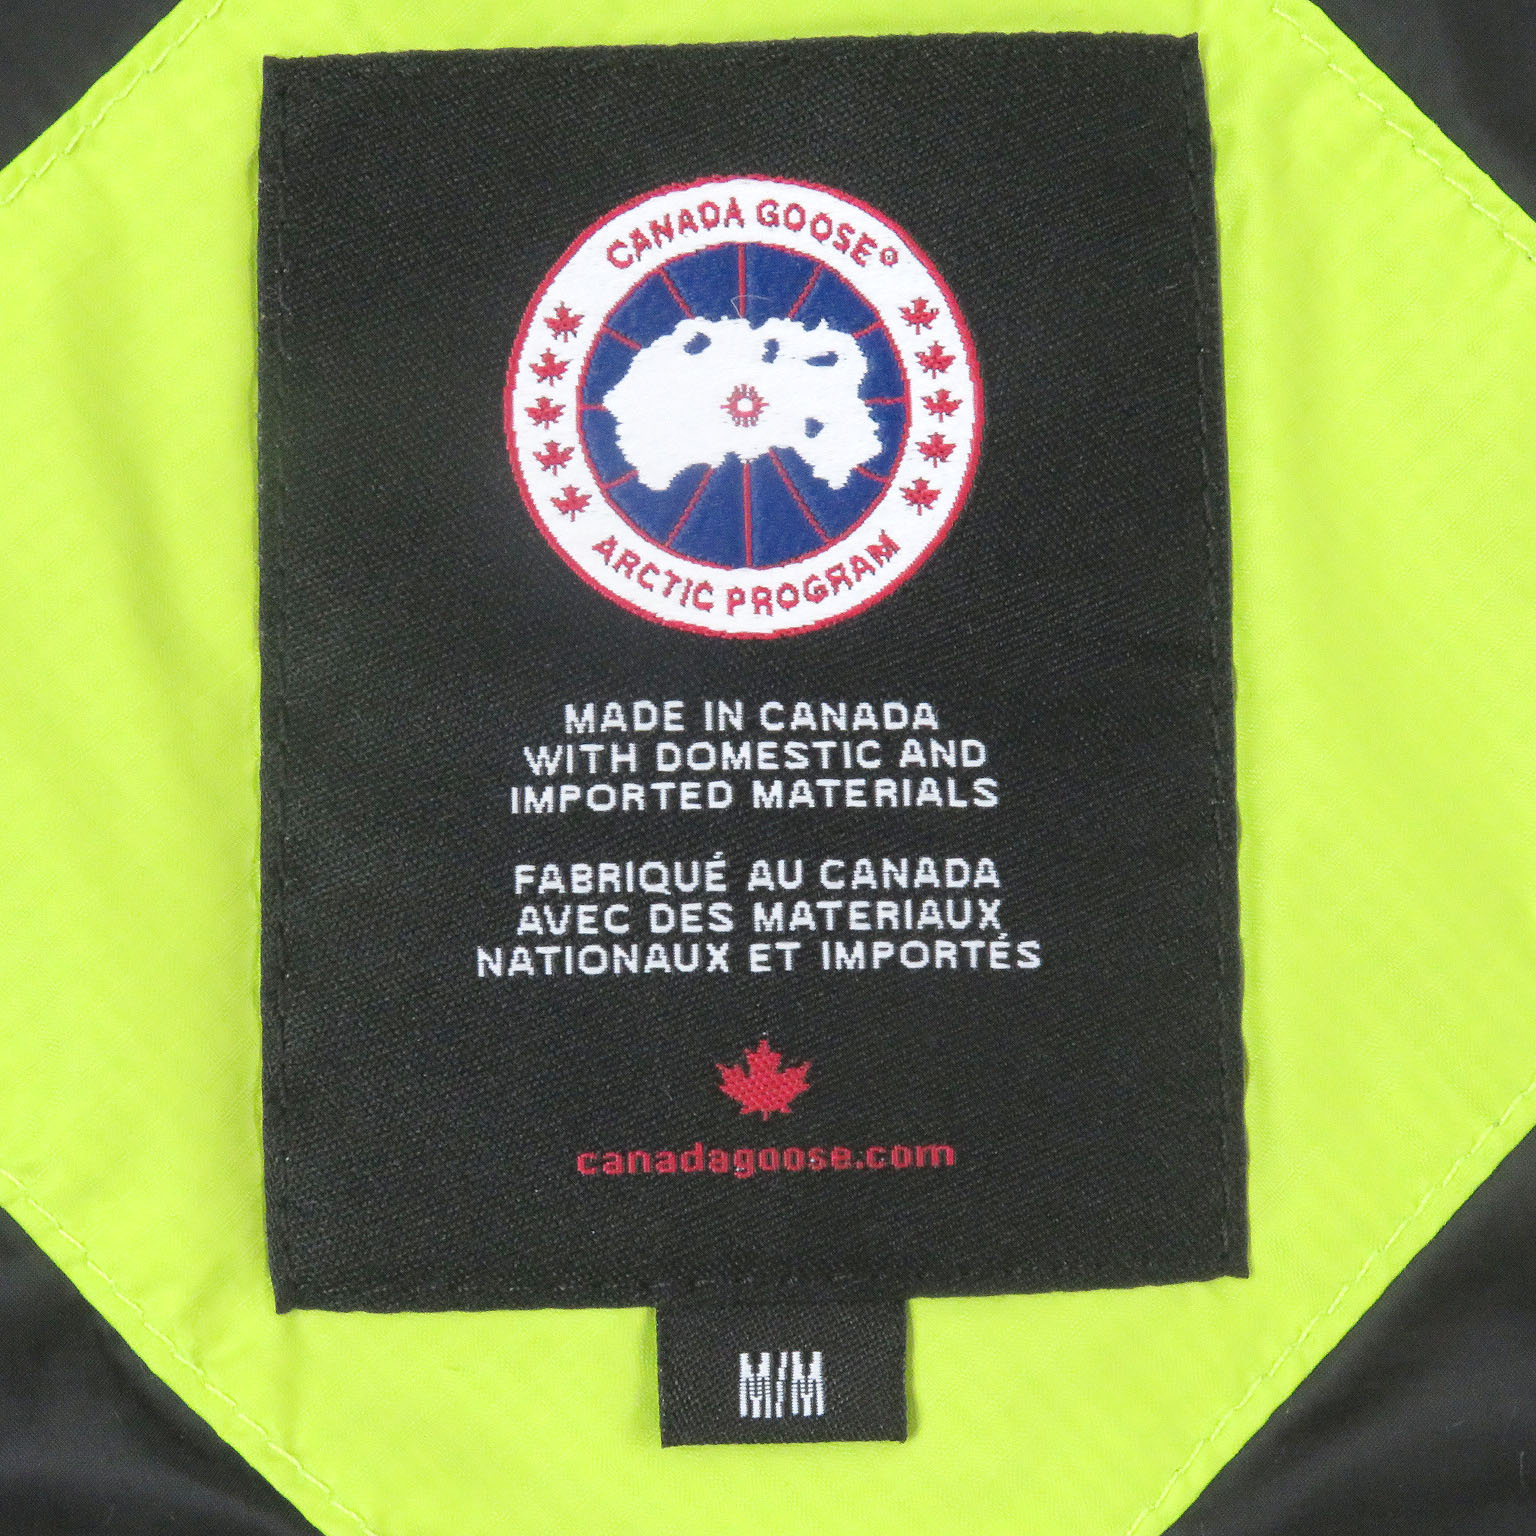 CANADA GOOSE®
ARCTIC PROGRAM
MADE IN CANADA
WITH DOMESTIC AND
IMPORTED MATERIALS
FABRIQUÉ AU CANADA
AVEC DES MATERIAUX
NATIONAUX ET IMPORTÉS
canadagoose.com
M/M